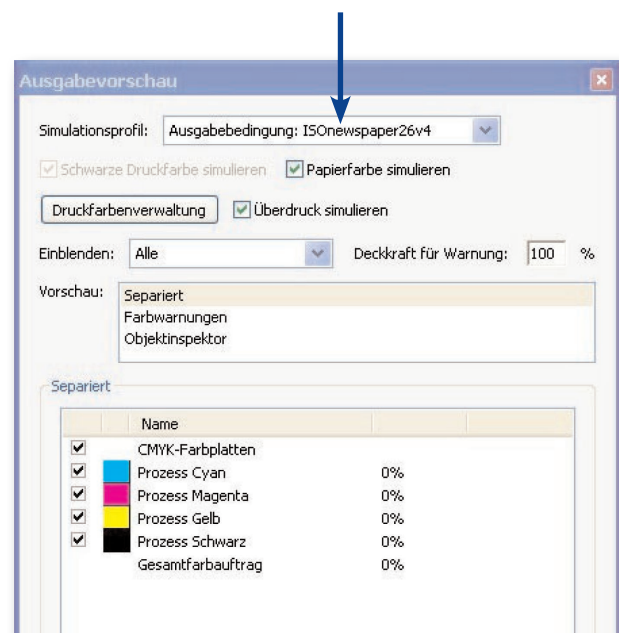 Ausgabevorschau
Simulationsprofil: Ausgabebedingung: ISOnewspaper26v4
Schwarze Druckfarbe simulieren Papierfarbe simulieren
Druckfarbenverwaltung Überdruck simulieren
Einblenden: Alle Deckkraft für Warnung: 100 %
Vorschau: Separiert
Farbwarnungen
Objektinspektor
Separiert
Name
CMYK-Farbplatten
Prozess Cyan 0%
Prozess Magenta 0%
Prozess Gelb 0%
Prozess Schwarz 0%
Gesamtfarbauftrag 0%